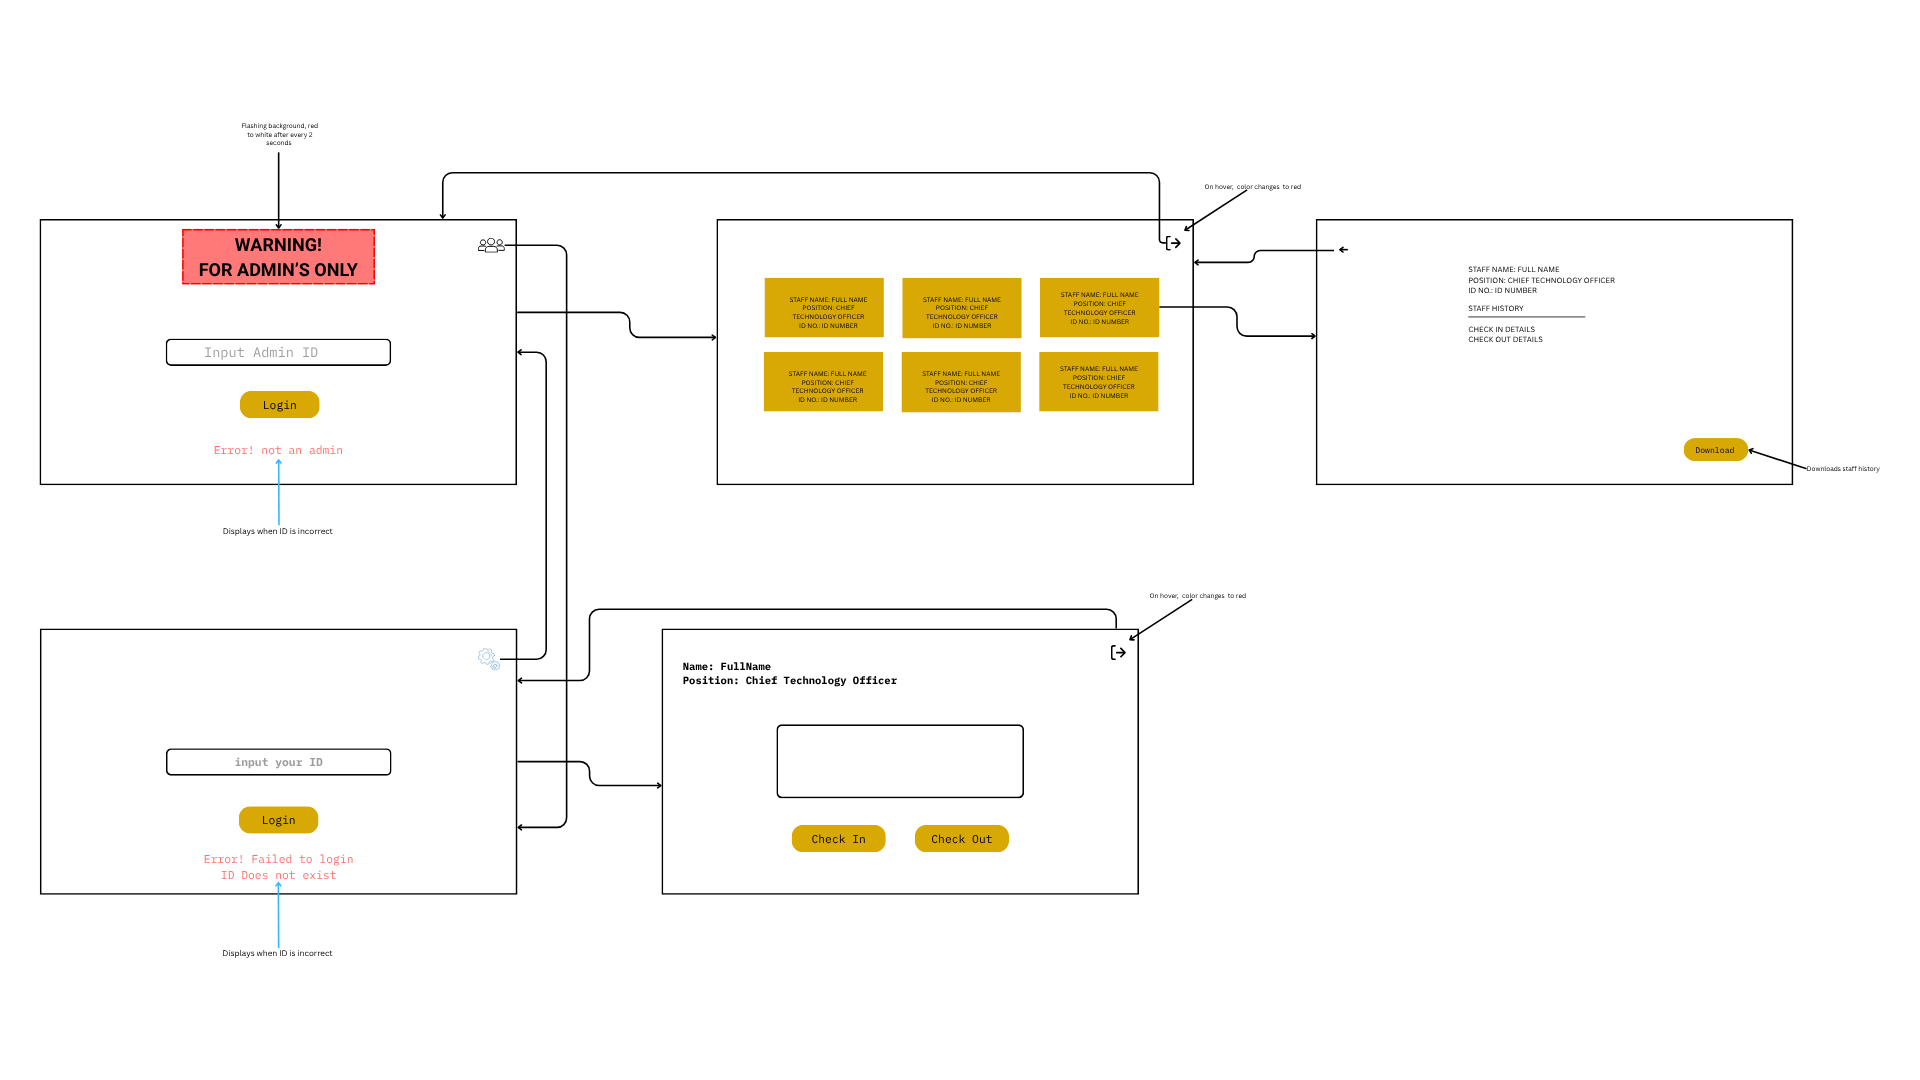 Flashing background, red
to white after every 2
seconds
WARNING!
FOR ADMIN'S ONLY
Input Admin ID
Login
Error! not an admin
Displays when ID is incorrect
On hover, color changes to red
STAFF NAME: FULL NAME
POSITION: CHIEF
TECHNOLOGY OFFICER
ID NO.: ID NUMBER
STAFF NAME: FULL NAME
POSITION: CHIEF
TECHNOLOGY OFFICER
ID NO.: ID NUMBER
STAFF NAME: FULL NAME
POSITION: CHIEF
TECHNOLOGY OFFICER
ID NO.: ID NUMBER
STAFF NAME: FULL NAME
POSITION: CHIEF
TECHNOLOGY OFFICER
ID NO.: ID NUMBER
STAFF NAME: FULL NAME
POSITION: CHIEF
TECHNOLOGY OFFICER
ID NO.: ID NUMBER
STAFF NAME: FULL NAME
POSITION: CHIEF
TECHNOLOGY OFFICER
ID NO.: ID NUMBER
STAFF NAME: FULL NAME
POSITION: CHIEF TECHNOLOGY OFFICER
ID NO.: ID NUMBER
STAFF HISTORY
CHECK IN DETAILS
CHECK OUT DETAILS
Download
Downloads staff history
input your ID
Login
Error! Failed to login
ID Does not exist
Displays when ID is incorrect
On hover, color changes to red
Name: FullName
Position: Chief Technology Officer
Check In
Check Out